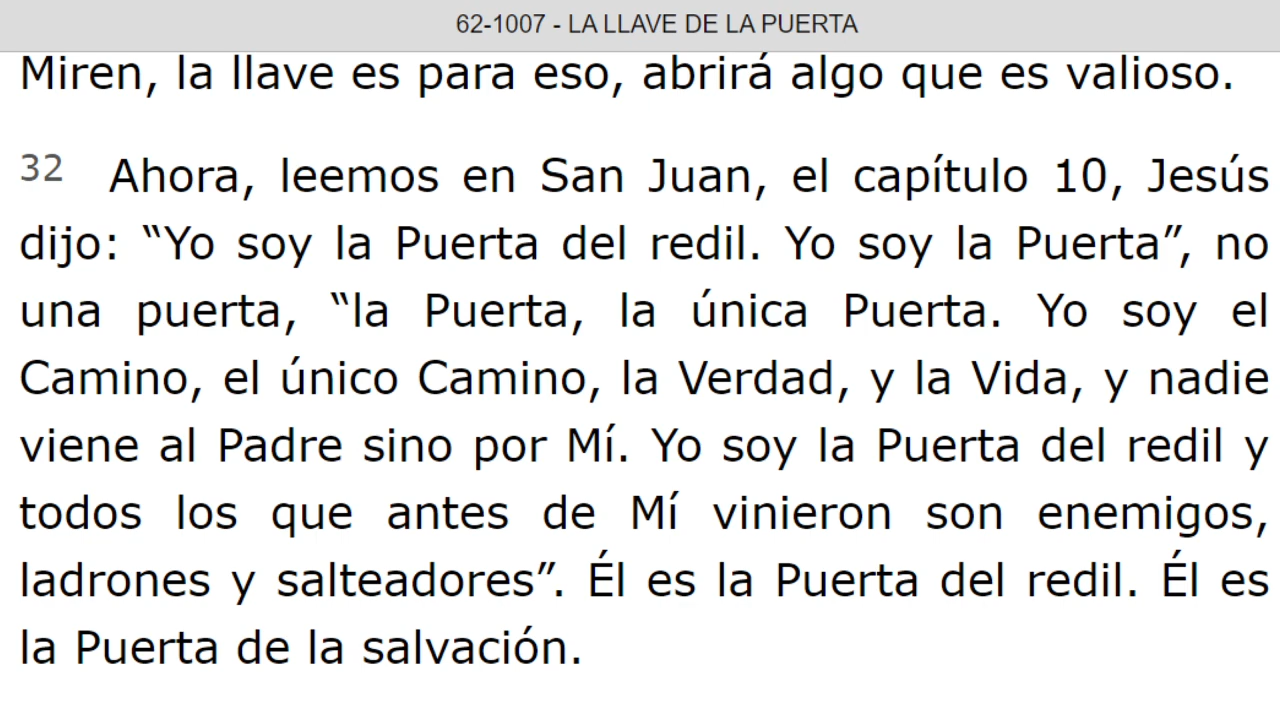 62-1007 - LA LLAVE DE LA PUERTA
Miren, la llave es para eso, abrirá algo que es valioso.
32 Ahora, leemos en San Juan, el capítulo 10, Jesús
dijo: “Yo soy la Puerta del redil. Yo soy la Puerta”, no
una puerta, “la Puerta, la única Puerta. Yo soy el
Camino, el único Camino, la Verdad, y la Vida, y nadie
viene al Padre sino por Mí. Yo soy la Puerta del redil y
todos los que antes de Mí vinieron son enemigos,
ladrones y salteadores”. Él es la Puerta del redil. Él es
la Puerta de la salvación.